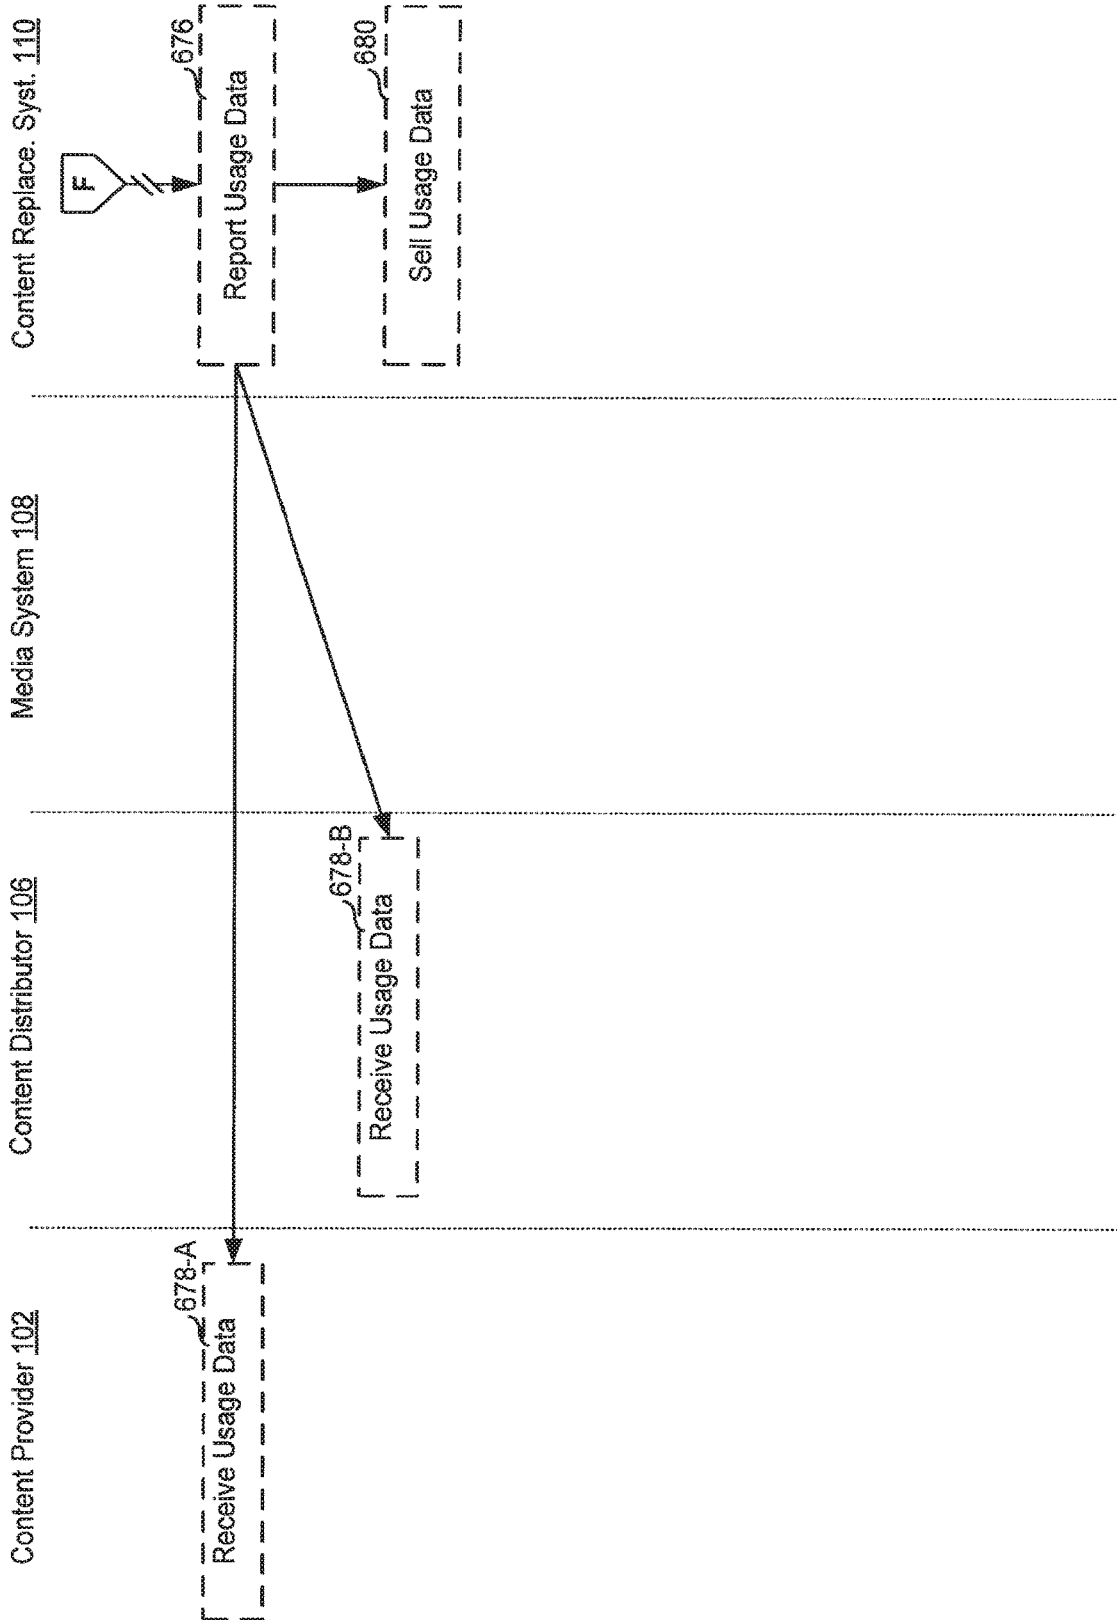 Content Provider 102
Content Distributor 106
Media System 108
Content Replace. Syst. 110
F
676
Report Usage Data
678-A
Receive Usage Data
678-B
Receive Usage Data
680
Sell Usage Data